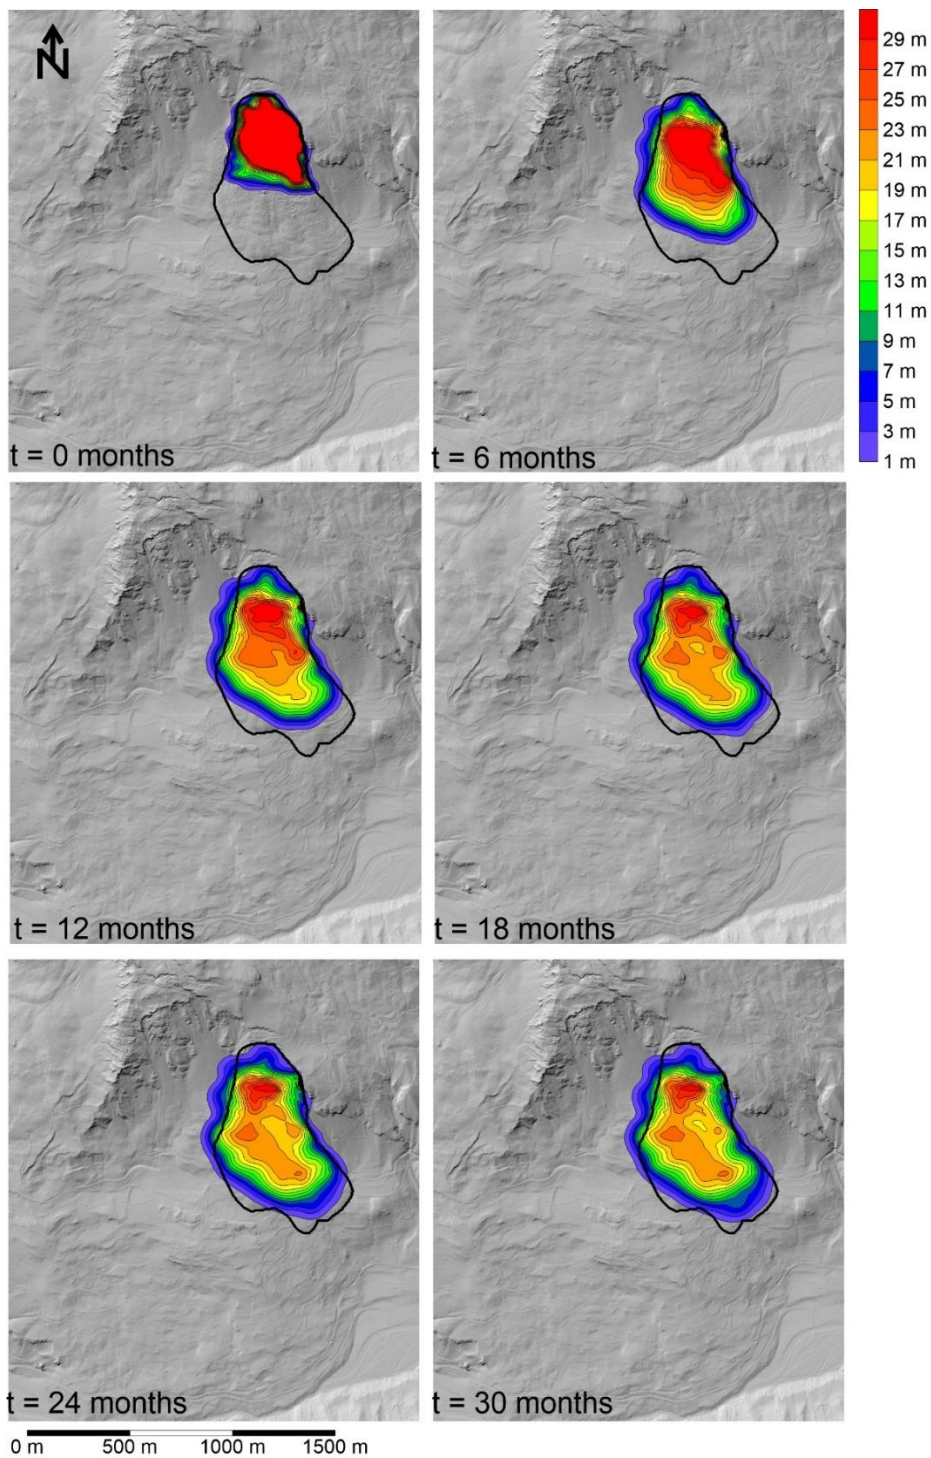 N
29 m
27 m
25 m
23 m
21 m
19 m
17 m
15 m
13 m
11 m
9 m
7 m
5 m
3 m
1 m
t = 0 months
t = 6 months
t = 12 months
t = 18 months
t = 24 months
t = 30 months
0 m 500 m 1000 m 1500 m